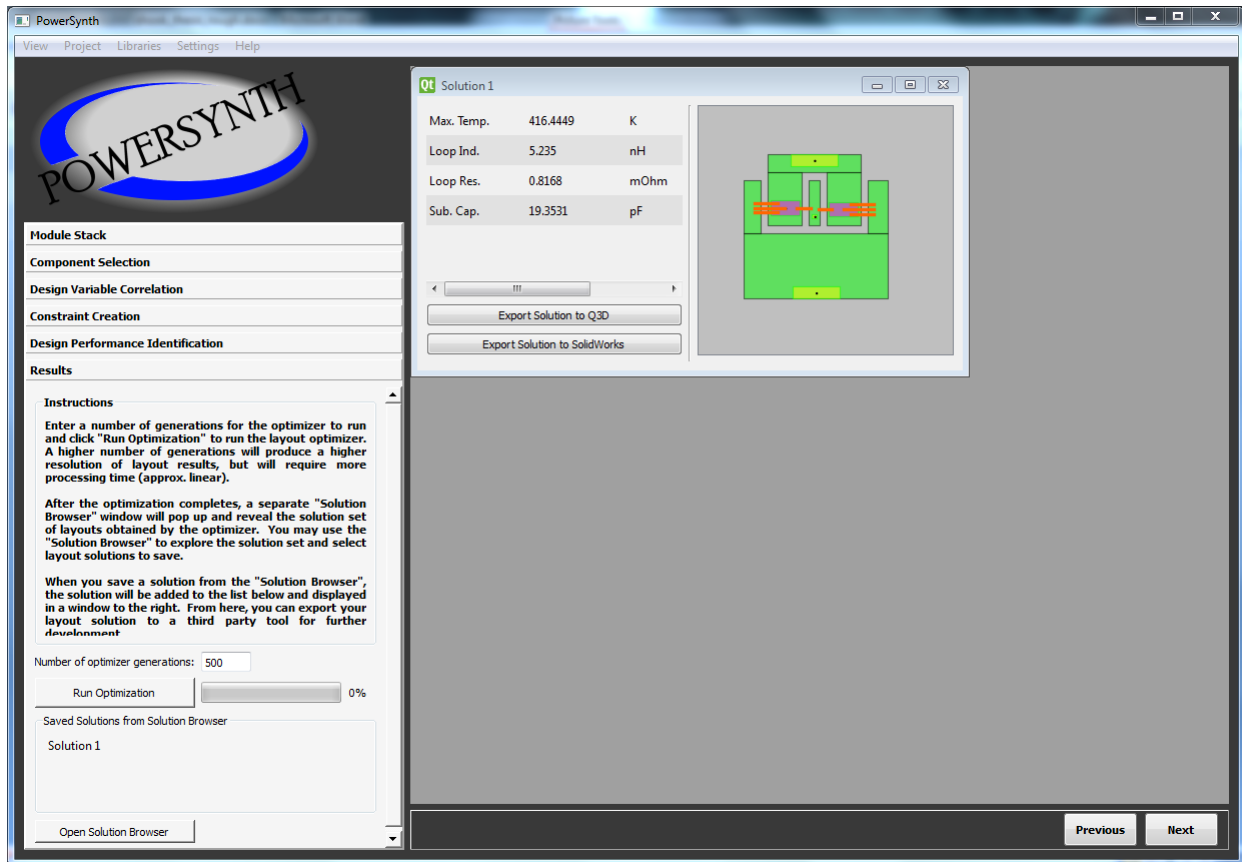 PowerSynth
View Project Libraries Settings Help
POWERSYNTH
Module Stack
Component Selection
Design Variable Correlation
Constraint Creation
Design Performance Identification
Results
Instructions
Enter a number of generations for the optimizer to run
and click "Run Optimization" to run the layout optimizer.
A higher number of generations will produce a higher
resolution of layout results, but will require more
processing time (approx. linear).
After the optimization completes, a separate "Solution
Browser" window will pop up and reveal the solution set
of layouts obtained by the optimizer. You may use the
"Solution Browser" to explore the solution set and select
layout solutions to save.
When you save a solution from the "Solution Browser",
the solution will be added to the list below and displayed
in a window to the right. From here, you can export your
layout solution to a third party tool for further
development
Number of optimizer generations: 500
Run Optimization 0%
Saved Solutions from Solution Browser
Solution 1
Open Solution Browser
Qt Solution 1
Max. Temp. 416.4449 K
Loop Ind. 5.235 nH
Loop Res. 0.8168 mOhm
Sub. Cap. 19.3531 pF
Export Solution to Q3D
Export Solution to SolidWorks
Previous Next